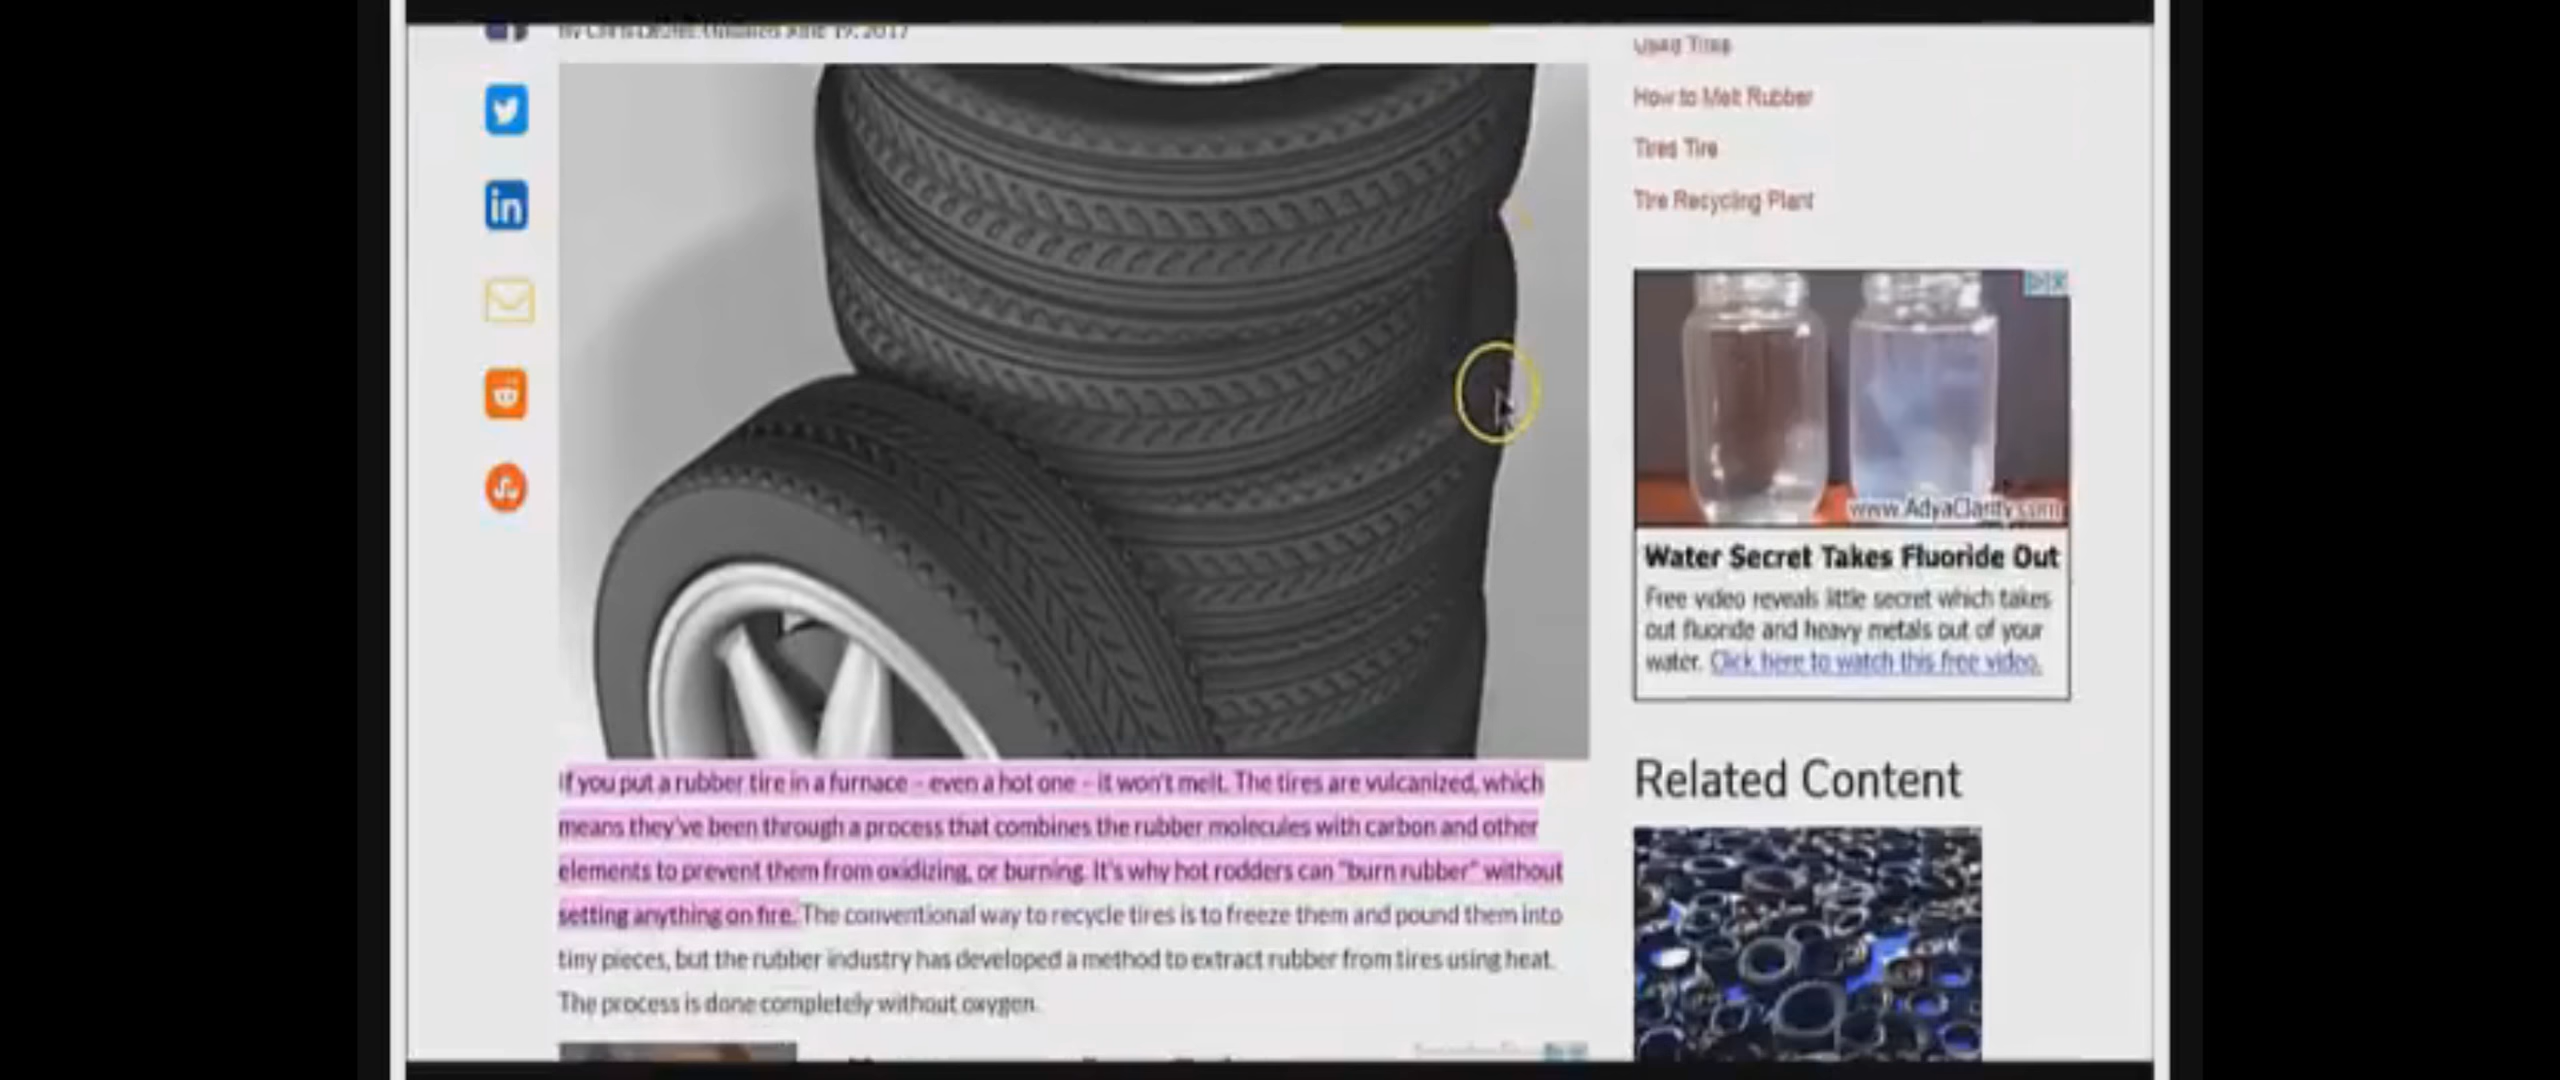 June 19, 2017
in
If you put a rubber tire in a furnace – even a hot one – it won't melt. The tires are vulcanized, which
means they've been through a process that combines the rubber molecules with carbon and other
elements to prevent them from oxidizing, or burning. It's why hot rodders can "burn rubber" without
setting anything on fire. The conventional way to recycle tires is to freeze them and pound them into
tiny pieces, but the rubber industry has developed a method to extract rubber from tires using heat.
The process is done completely without oxygen.
Used Tires
How to Melt Rubber
Tires Tire
Tire Recycling Plant
www.AdyaClarity.com
Water Secret Takes Fluoride Out
Free video reveals little secret which takes
out fluoride and heavy metals out of your
water. Click here to watch this free video.
Related Content